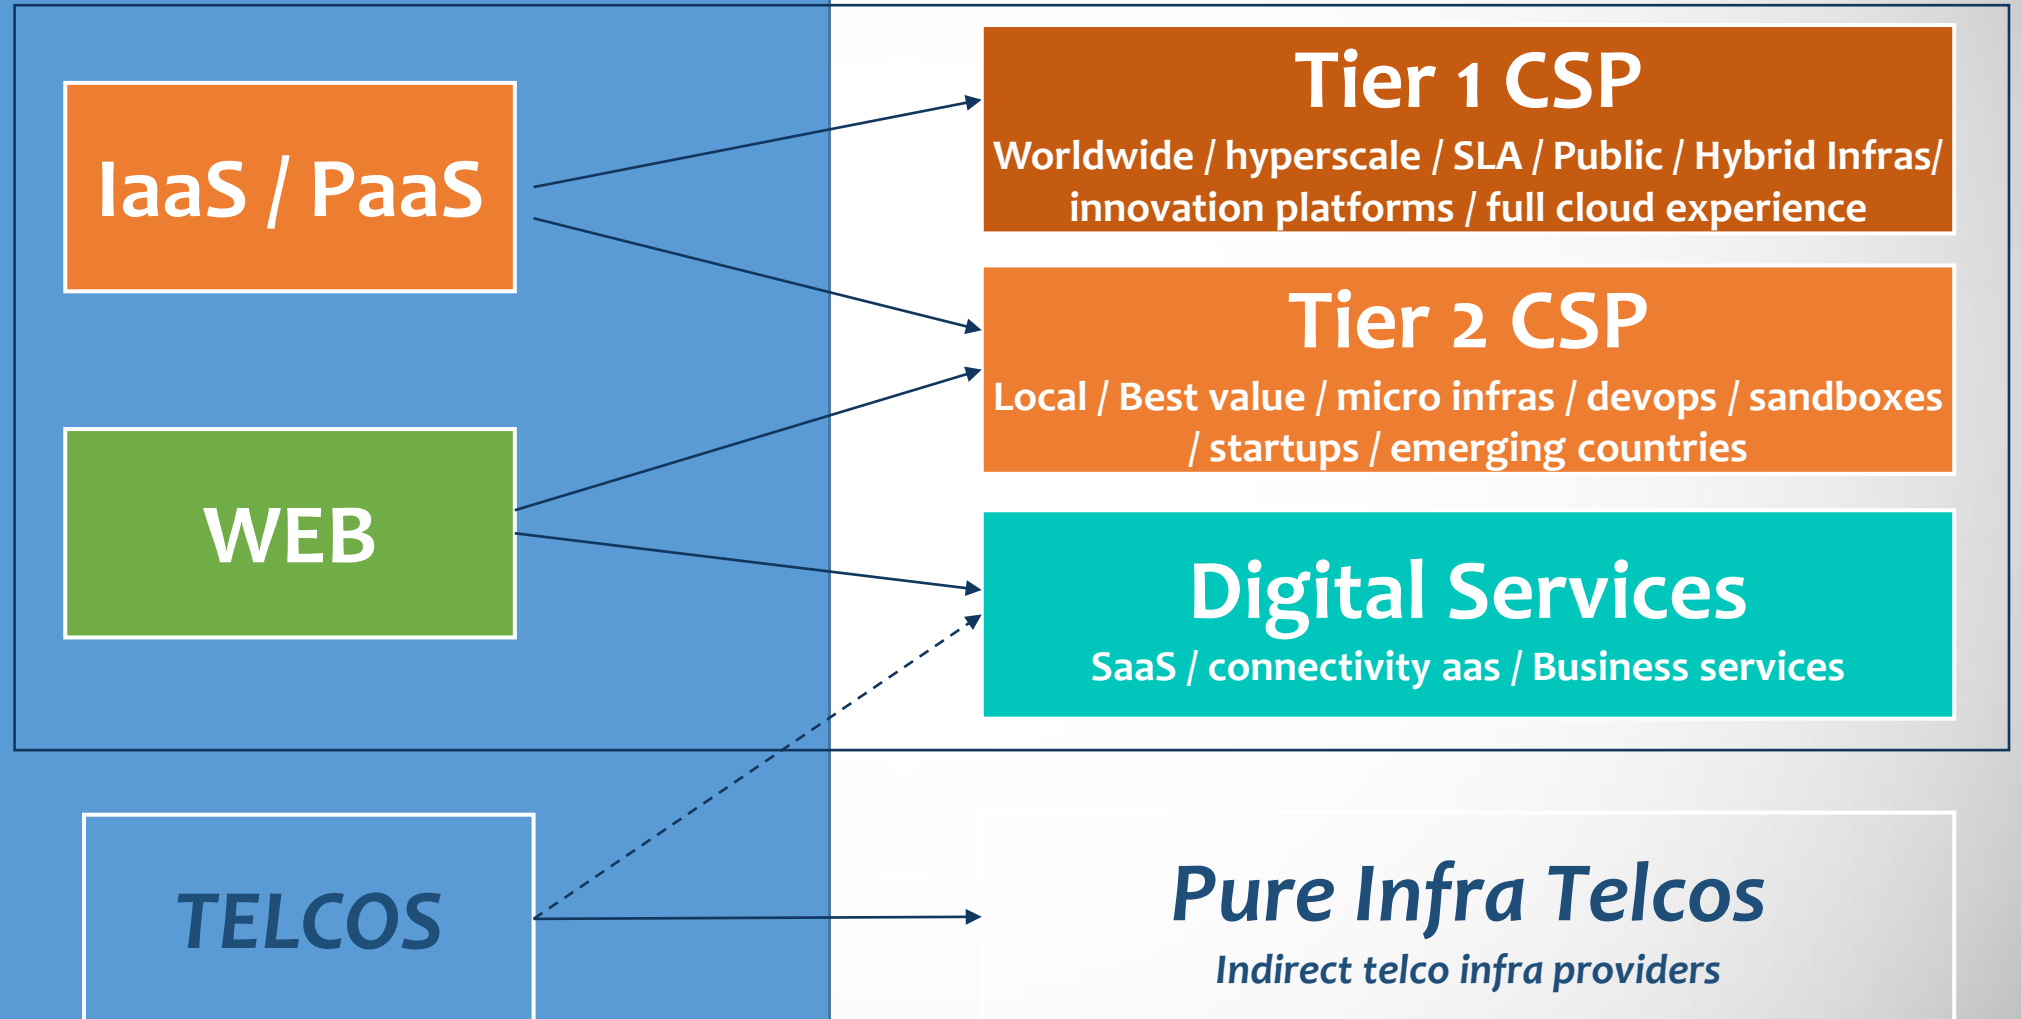 IaaS / PaaS
WEB
TELCOS
Tier 1 CSP
Worldwide / hyperscale / SLA / Public / Hybrid Infras/
innovation platforms / full cloud experience
Tier 2 CSP
Local / Best value / micro infras / devops / sandboxes
/ startups / emerging countries
Digital Services
SaaS / connectivity aas / Business services
Pure Infra Telcos
Indirect telco infra providers